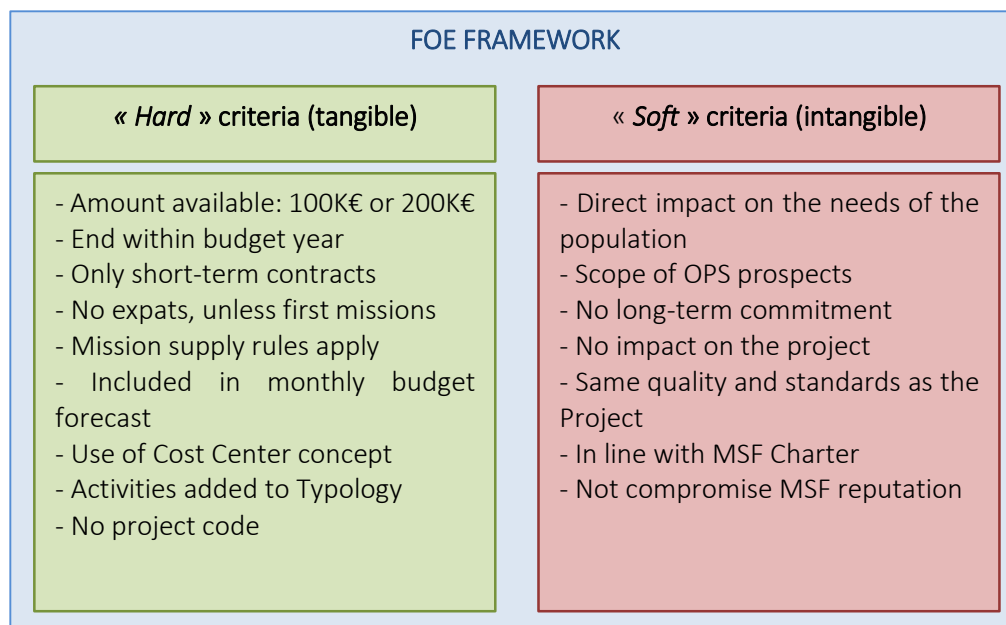 FOE FRAMEWORK
« Hard » criteria (tangible)
- Amount available: 100K€ or 200K€
- End within budget year
- Only short-term contracts
- No expats, unless first missions
- Mission supply rules apply
- Included in monthly budget
forecast
- Use of Cost Center concept
- Activities added to Typology
- No project code
« Soft » criteria (intangible)
- Direct impact on the needs of the
population
- Scope of OPS prospects
- No long-term commitment
- No impact on the project
- Same quality and standards as the
Project
- In line with MSF Charter
- Not compromise MSF reputation